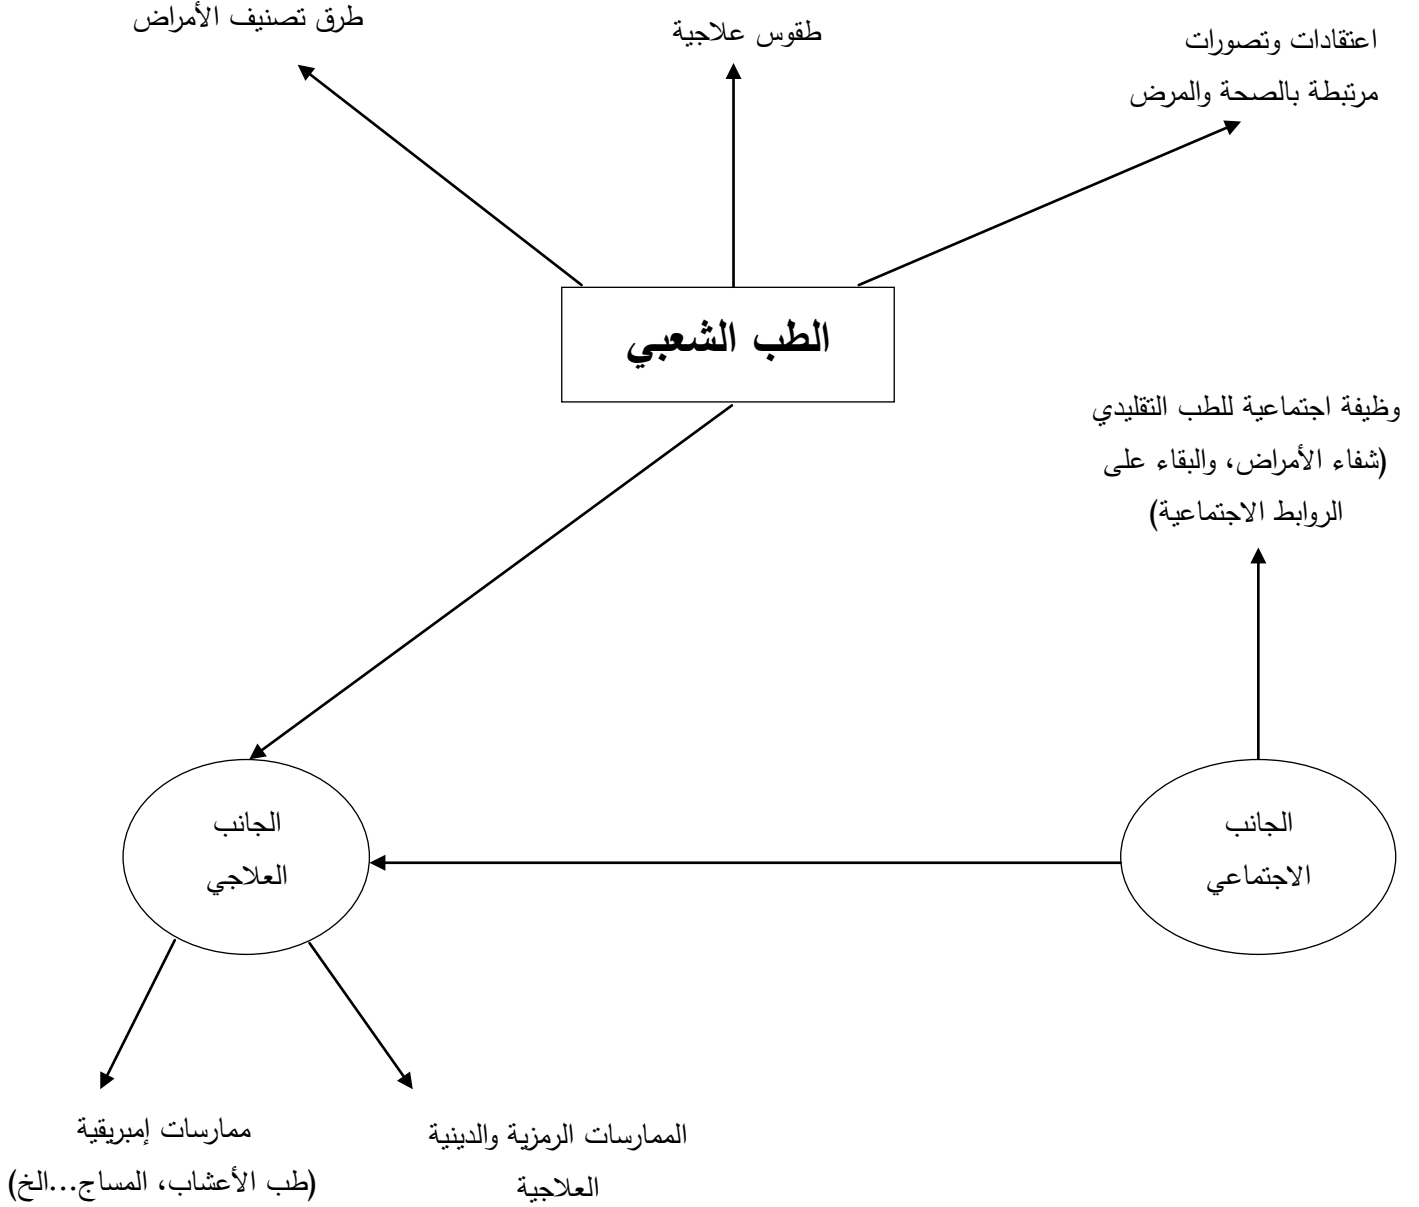 اعتقادات وتصورات
مرتبطة بالصحة والمرض
طقوس علاجية
طرق تصنيف الأمراض
الطب الشعبي
وظيفة اجتماعية للطب التقليدي
(شفاء الأمراض، والبقاء على
الروابط الاجتماعية)
الجانب
الاجتماعي
الجانب
العلاجي
الممارسات الرمزية والدينية
العلاجية
ممارسات إمبريقية
(طب الأعشاب، المساج...الخ)